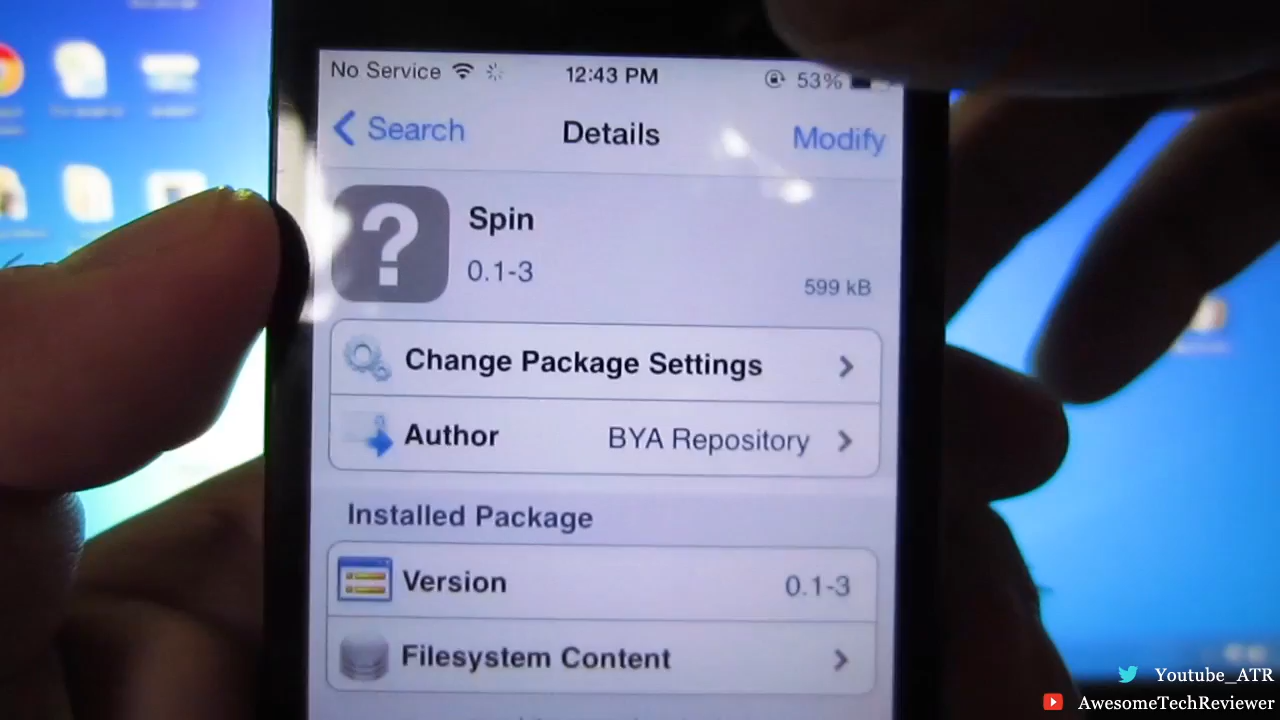 No Service 12:43 PM 53%
Search Details Modify
?
Spin
0.1-3
599 kB
Change Package Settings
Author BYA Repository
Installed Package
Version 0.1-3
Filesystem Content
Youtube_ATR
AwesomeTechReviewer